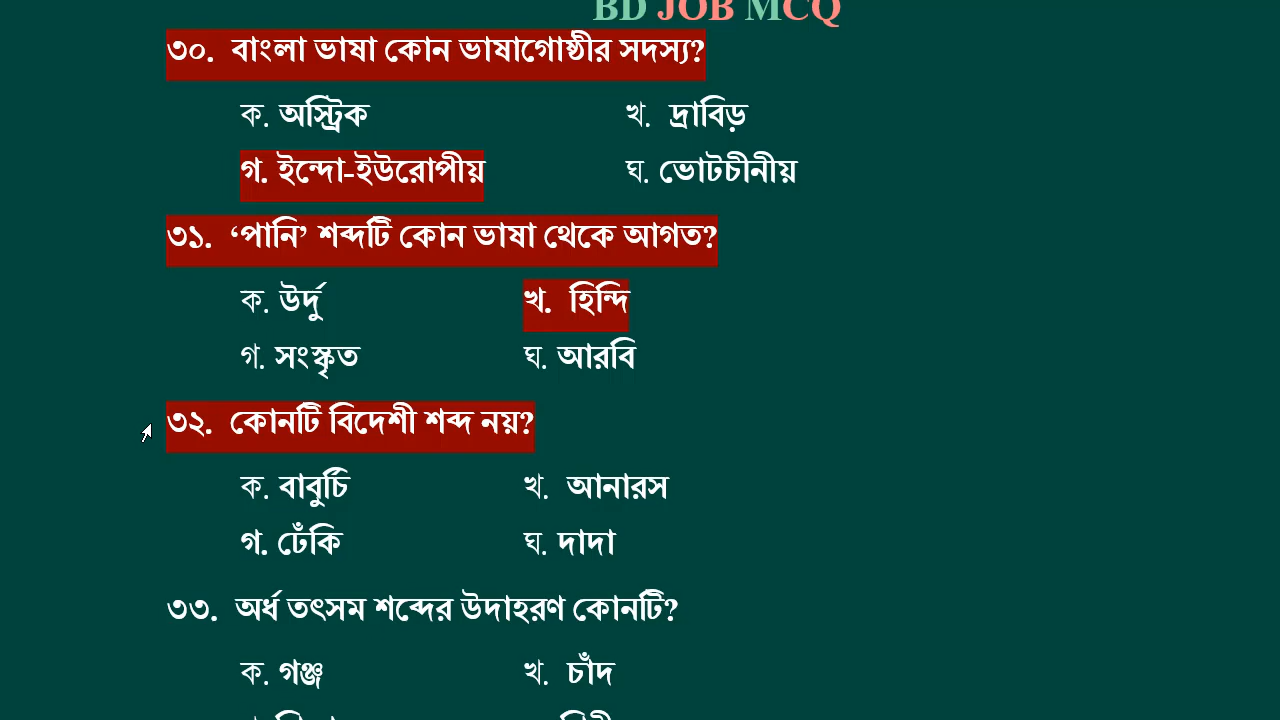 BD JOB MCQ
৩০. বাংলা ভাষা কোন ভাষাগোষ্ঠীর সদস্য?
ক. অস্ট্রিক খ. দ্রাবিড়
গ. ইন্দো-ইউরোপীয় ঘ. ভোটচীনীয়
৩১. ‘পানি’ শব্দটি কোন ভাষা থেকে আগত?
ক. উর্দু খ. হিন্দি
গ. সংস্কৃত ঘ. আরবি
৩২. কোনটি বিদেশী শব্দ নয়?
ক. বাবুর্চি খ. আনারস
গ. ঢেঁকি ঘ. দাদা
৩৩. অর্ধ তৎসম শব্দের উদাহরণ কোনটি?
ক. গঞ্জ খ. চাঁদ